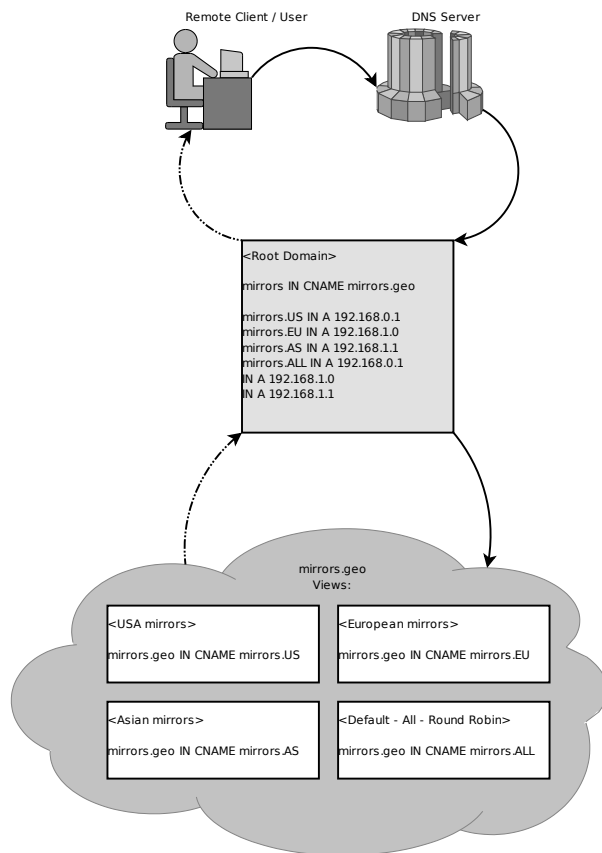 Remote Client / User
DNS Server
<Root Domain>
mirrors IN CNAME mirrors.geo
mirrors.US IN A 192.168.0.1
mirrors.EU IN A 192.168.1.0
mirrors.AS IN A 192.168.1.1
mirrors.ALL IN A 192.168.0.1
IN A 192.168.1.0
IN A 192.168.1.1
mirrors.geo
Views:
<USA mirrors>
mirrors.geo IN CNAME mirrors.US
<European mirrors>
mirrors.geo IN CNAME mirrors.EU
<Asian mirrors>
mirrors.geo IN CNAME mirrors.AS
<Default - All - Round Robin>
mirrors.geo IN CNAME mirrors.ALL